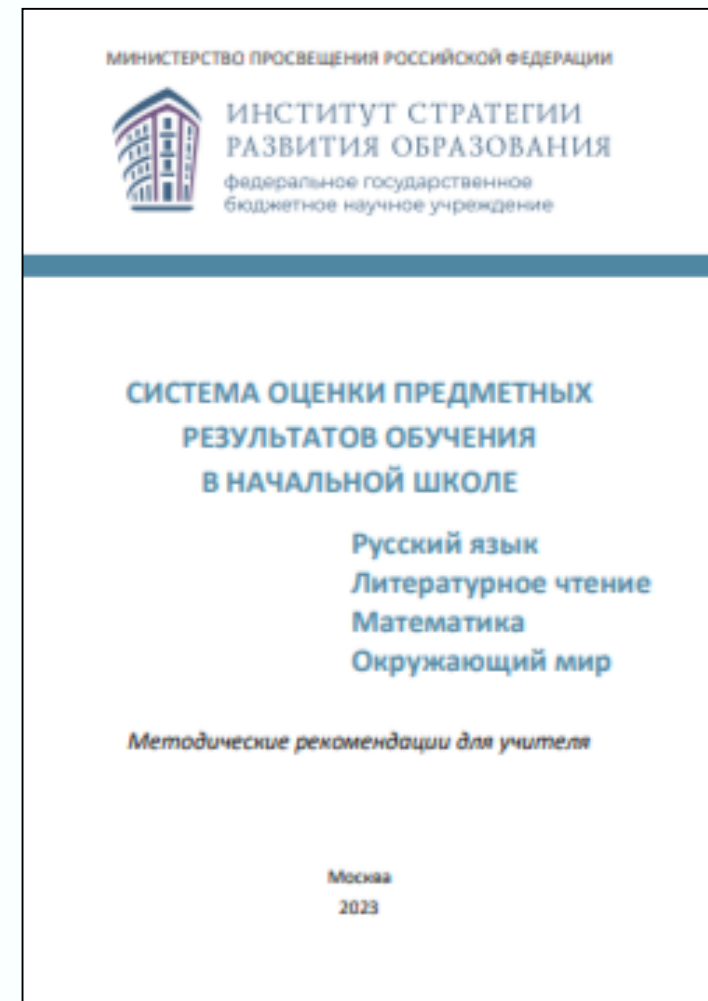 МИНИСТЕРСТВО ПРОСВЕЩЕНИЯ РОССИЙСКОЙ ФЕДЕРАЦИИ
ИНСТИТУТ СТРАТЕГИИ
РАЗВИТИЯ ОБРАЗОВАНИЯ
федеральное государственное
бюджетное научное учреждение
СИСТЕМА ОЦЕНКИ ПРЕДМЕТНЫХ
РЕЗУЛЬТАТОВ ОБУЧЕНИЯ
В НАЧАЛЬНОЙ ШКОЛЕ
Русский язык
Литературное чтение
Математика
Окружающий мир
Методические рекомендации для учителя
Москва
2023